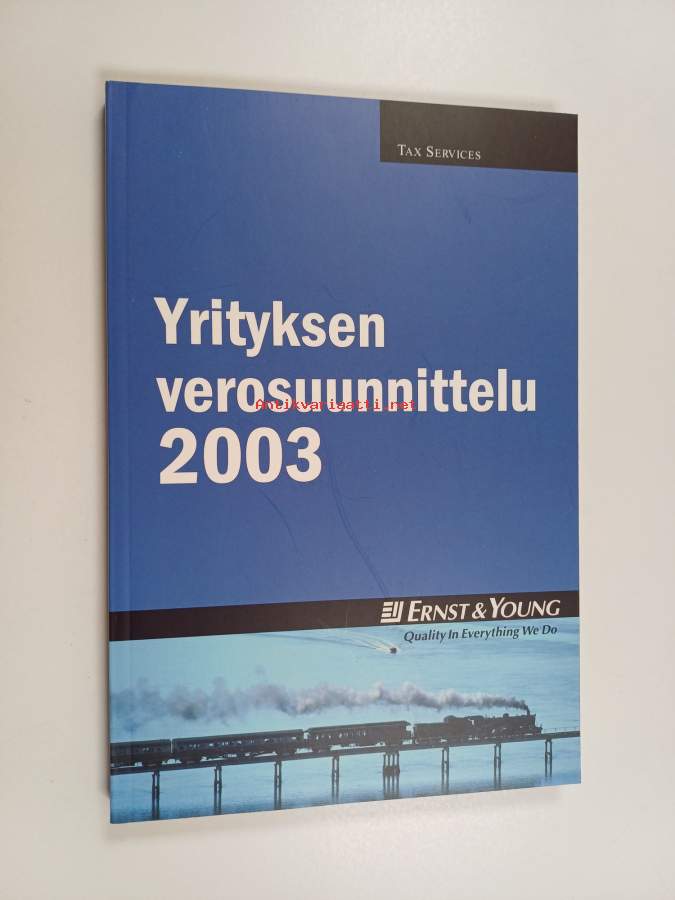 TAX SERVICES
Yrityksen
verosuunnittelu
Antikvariaatti.net
2003
ERNST & YOUNG
Quality In Everything We Do